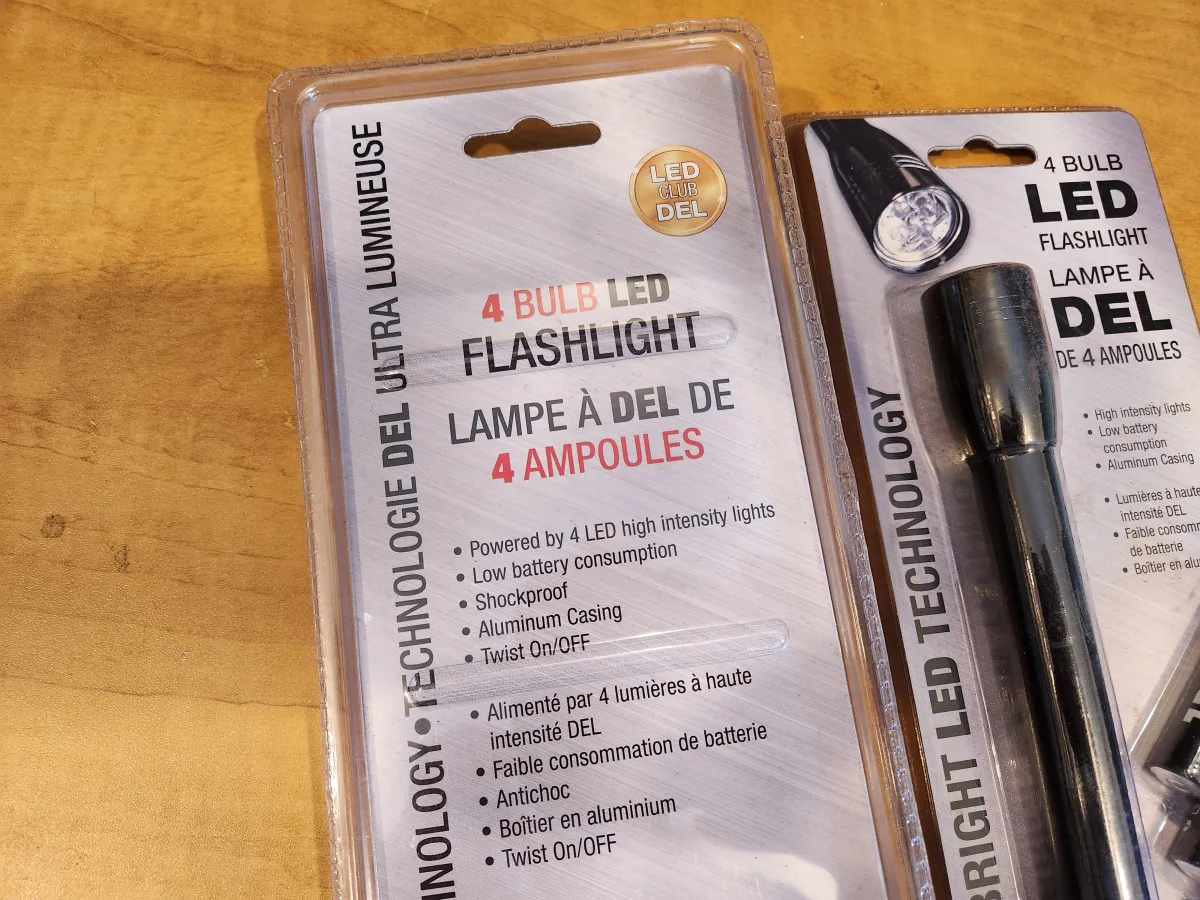 TECHNOLOGIE DEL ULTRA LUMINEUSE
LED
CLUB
DEL
4 BULB LED
FLASHLIGHT
LAMPE À DEL DE
4 AMPOULES
• Powered by 4 LED high intensity lights
• Low battery consumption
• Shockproof
• Aluminum Casing
• Twist On/OFF
• Alimenté par 4 lumières à haute
intensité DEL
• Faible consommation de batterie
• Antichoc
• Boîtier en aluminium
• Twist On/OFF
4 BULB
LED
FLASHLIGHT
LAMPE À
DEL
DE 4 AMPOULES
• High intensity lights
• Low battery
consumption
• Aluminum Casing
• Lumières à haute
intensité DEL
• Faible
de batterie
• Boîtier en
BRIGHT LED TECHNOLOGY